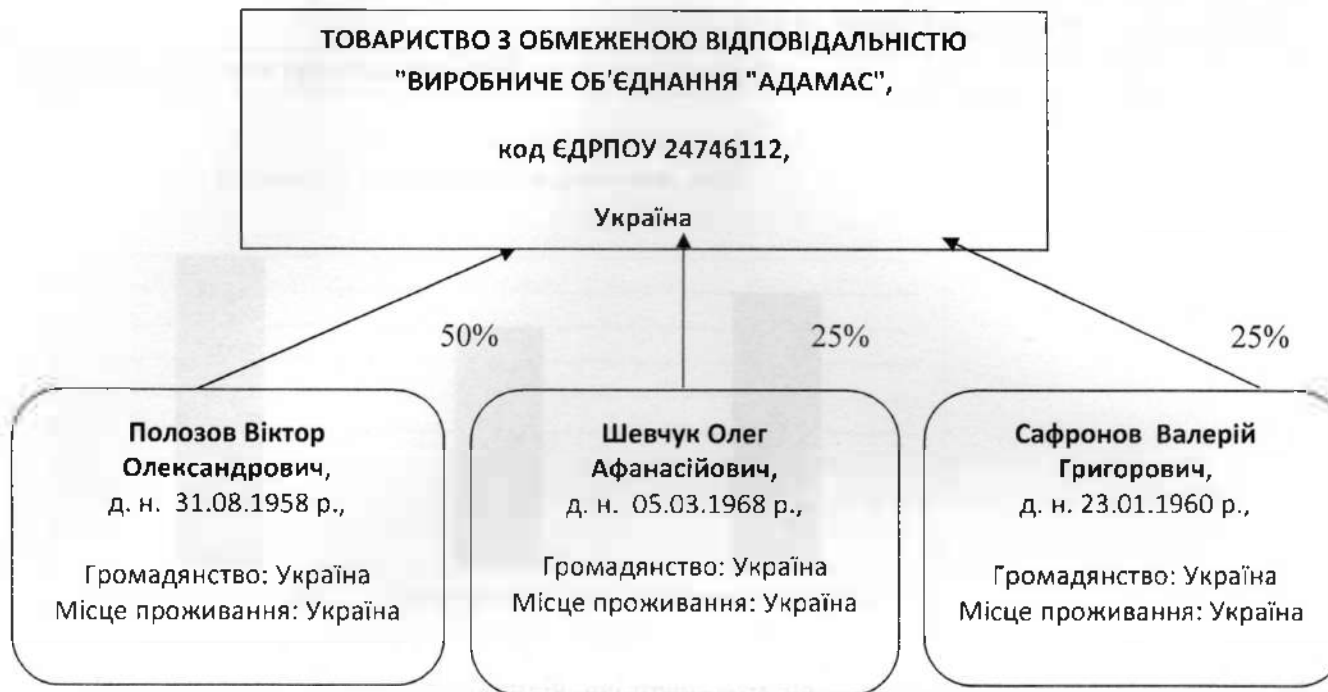 ТОВАРИСТВО З ОБМЕЖЕНОЮ ВІДПОВІДАЛЬНІСТЮ
"ВИРОБНИЧЕ ОБ'ЄДНАННЯ "АДАМАС",
код ЄДРПОУ 24746112,
Україна
50%
25%
25%
Полозов Віктор
Олександрович,
д. н. 31.08.1958 р.,
Громадянство: Україна
Місце проживання: Україна
Шевчук Олег
Афанасійович,
д. н. 05.03.1968 р.,
Громадянство: Україна
Місце проживання: Україна
Сафронов Валерій
Григорович,
д. н. 23.01.1960 р.,
Громадянство: Україна
Місце проживання: Україна